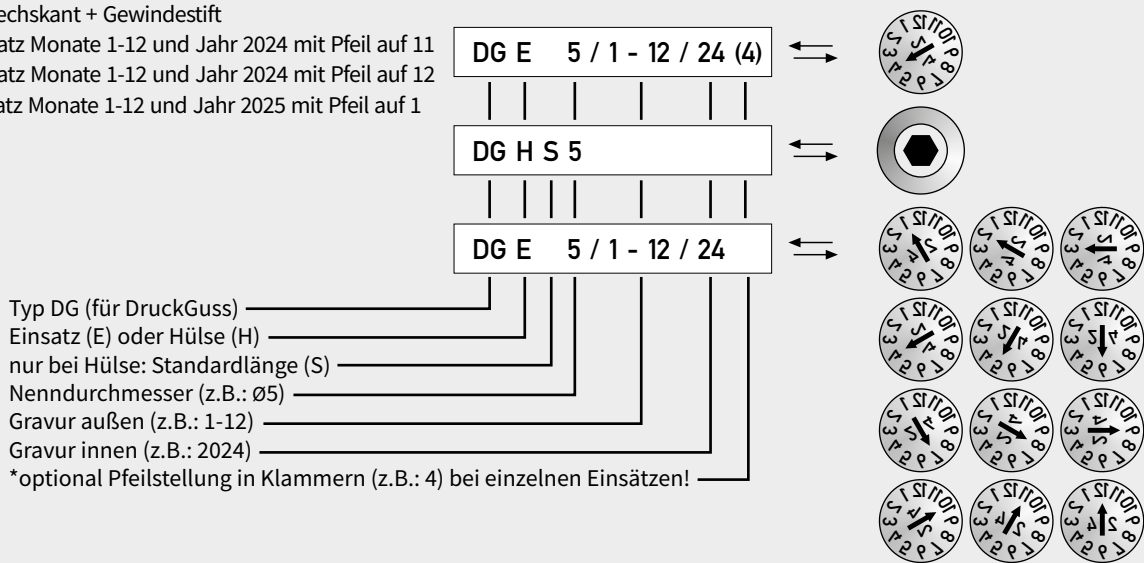 echskant + Gewindestift
atz Monate 1-12 und Jahr 2024 mit Pfeil auf 11
atz Monate 1-12 und Jahr 2024 mit Pfeil auf 12
atz Monate 1-12 und Jahr 2025 mit Pfeil auf 1
DG E 5 / 1 - 12 / 24 (4)
DG H S 5
DG E 5 / 1 - 12 / 24
Typ DG (für DruckGuss)
Einsatz (E) oder Hülse (H)
nur bei Hülse: Standardlänge (S)
Nenndurchmesser (z.B.: Ø5)
Gravur außen (z.B.: 1-12)
Gravur innen (z.B.: 2024)
*optional Pfeilstellung in Klammern (z.B.: 4) bei einzelnen Einsätzen!